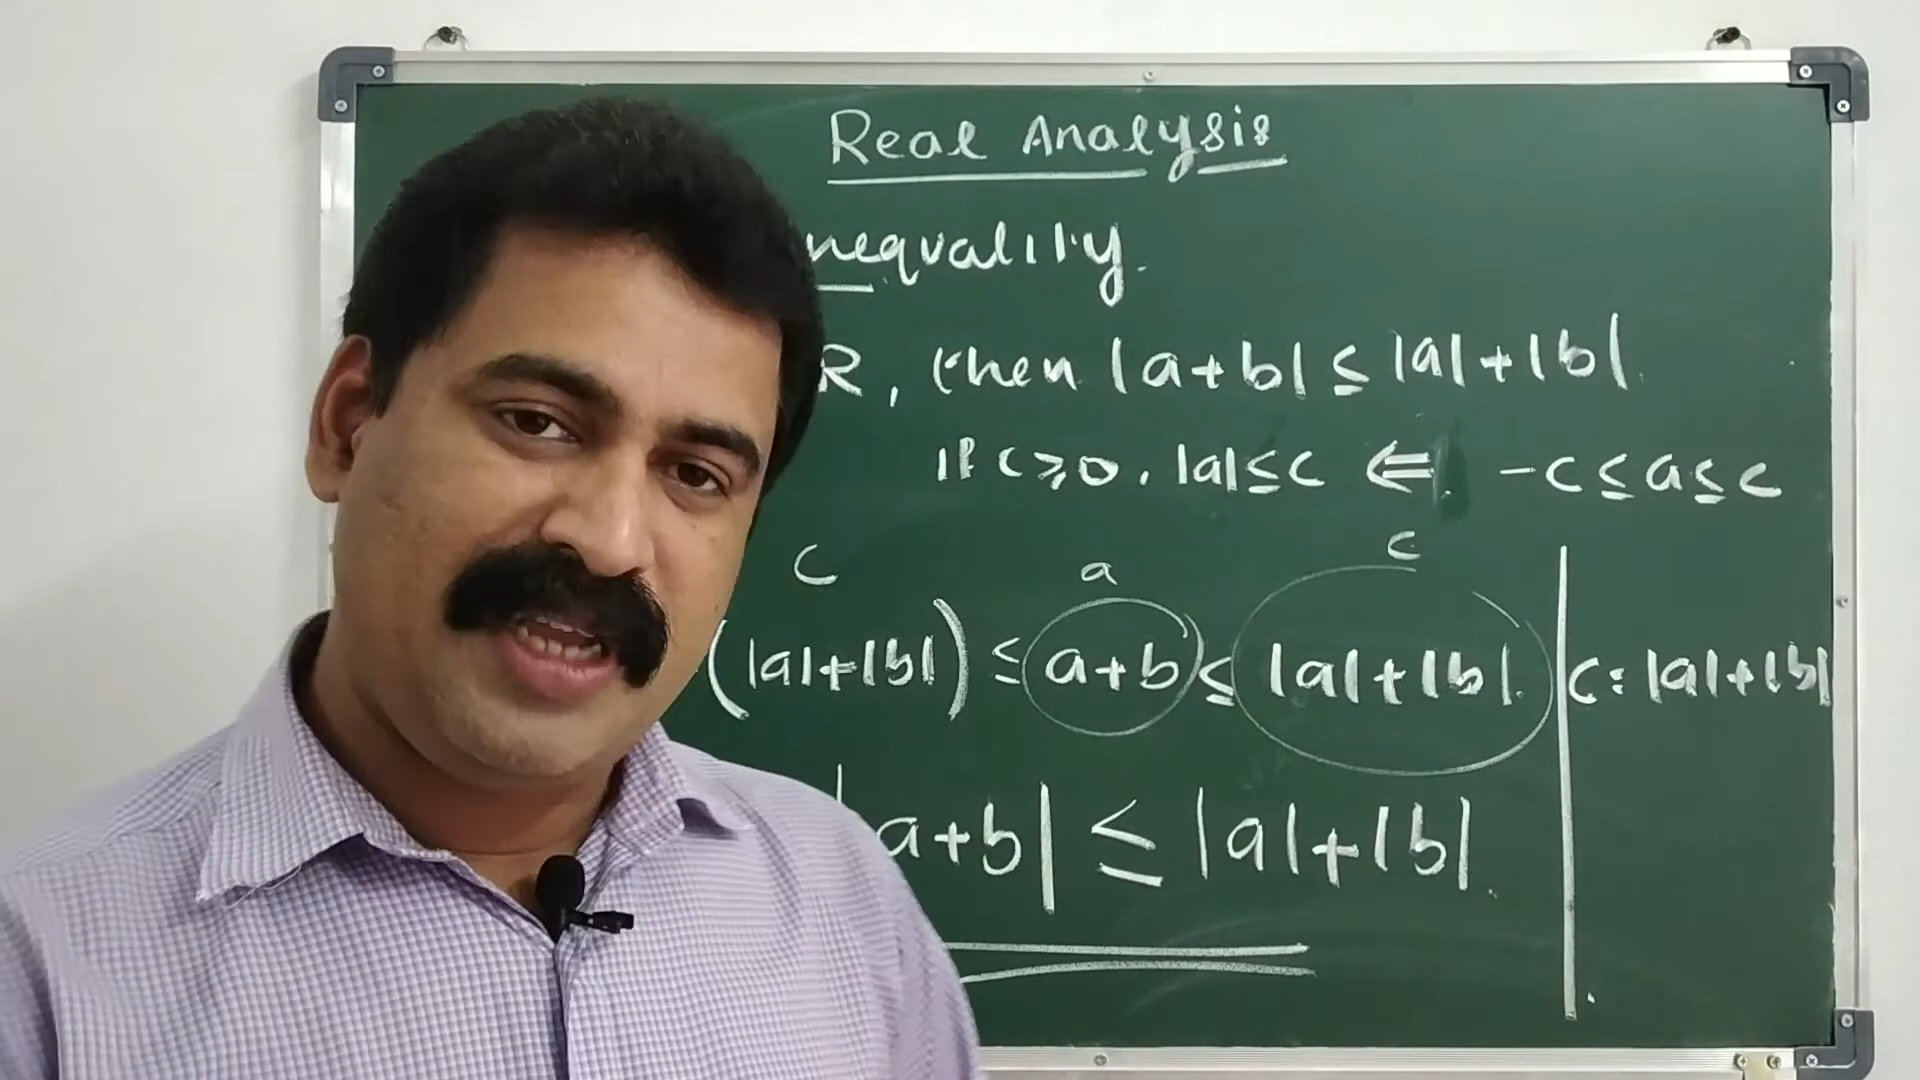 Real Analysis
nequality.
R, then |a+b| ≤ |a|+|b|
If c≥0, |a|≤c ⇐ -c≤a≤c
c a c
(|a|+|b|) ≤ a+b ≤ |a|+|b|. c=|a|+|b|
|a+b| ≤ |a|+|b|.